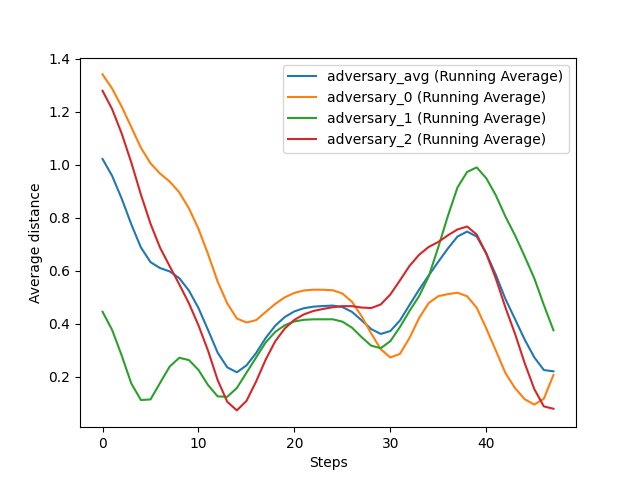 1.4
1.2
1.0
0.8
0.6
0.4
0.2
Average distance
adversary_avg (Running Average)
adversary_0 (Running Average)
adversary_1 (Running Average)
adversary_2 (Running Average)
0 10 20 30 40
Steps